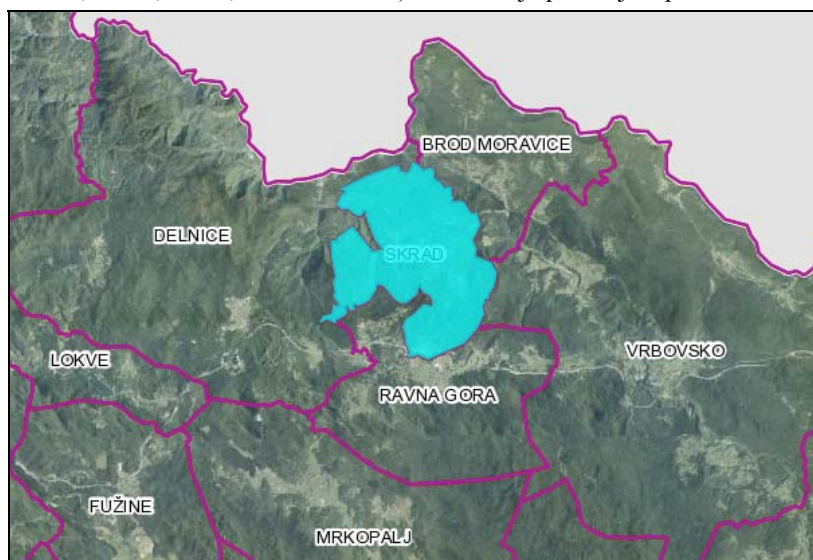 BROD MORAVICE
DELNICE
SKRAD
VRBOVSKO
LOKVE
RAVNA GORA
FUŽINE
MRKOPALJ